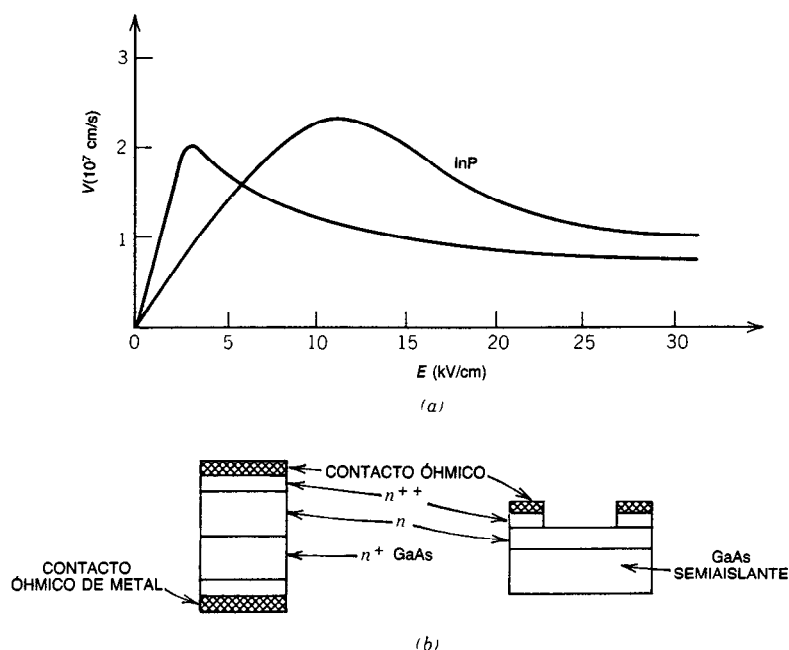 3
2
1
0
V(10⁷ cm/s)
InP
5
10
15
20
25
30
E (kV/cm)
(a)
CONTACTO ÓHMICO
n++
n
n+ GaAs
CONTACTO
ÓHMICO DE METAL
GaAs
SEMIAISLANTE
(b)